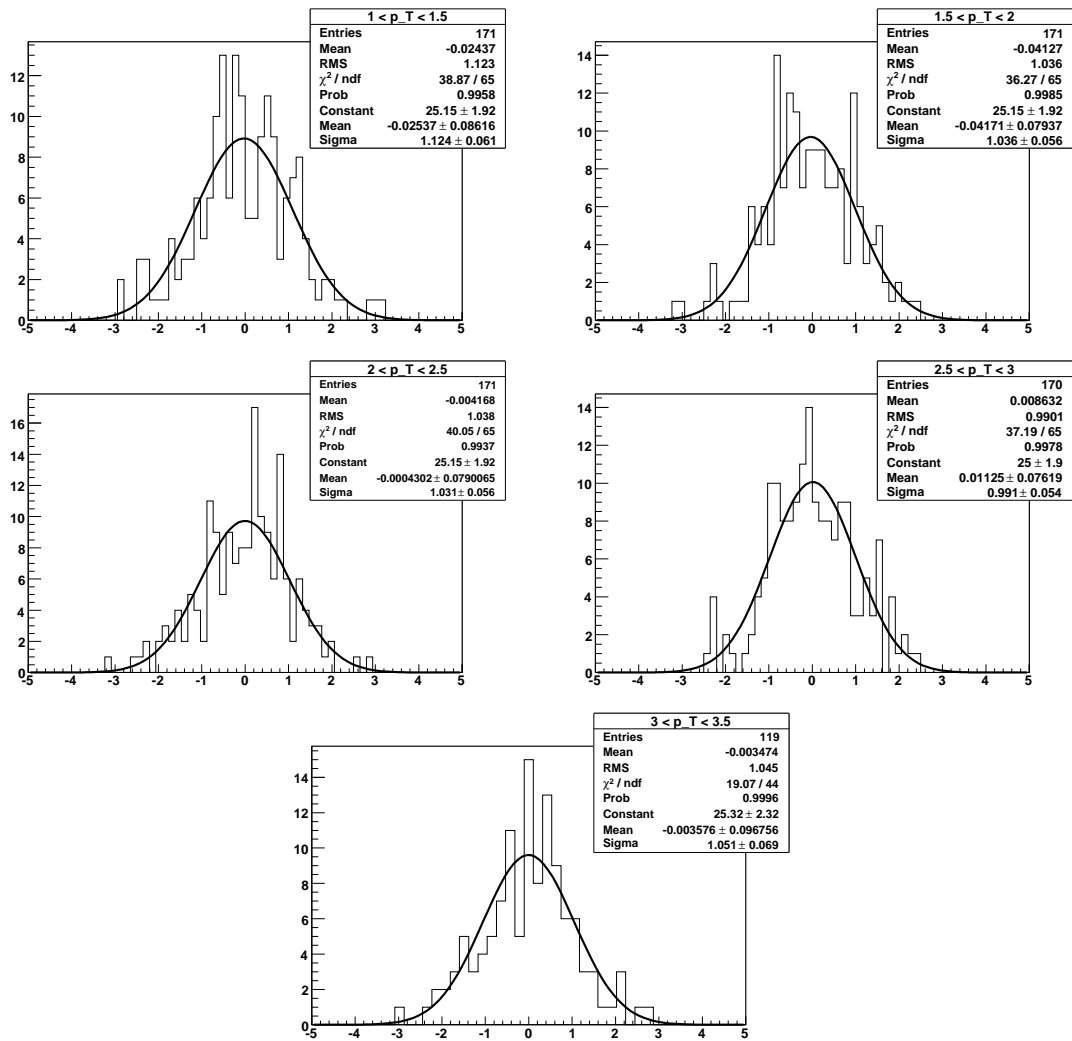 1 < p_T < 1.5
Entries 171
Mean -0.02437
RMS 1.123
χ² / ndf 38.87 / 65
Prob 0.9958
Constant 25.15 ± 1.92
Mean -0.02537 ± 0.08616
Sigma 1.124 ± 0.061
12
10
8
6
4
2
0
-5 -4 -3 -2 -1 0 1 2 3 4 5
1.5 < p_T < 2
Entries 171
Mean -0.04127
RMS 1.036
χ² / ndf 36.27 / 65
Prob 0.9985
Constant 25.15 ± 1.92
Mean -0.04171 ± 0.07937
Sigma 1.036 ± 0.056
14
12
10
8
6
4
2
0
-5 -4 -3 -2 -1 0 1 2 3 4 5
2 < p_T < 2.5
Entries 171
Mean -0.004168
RMS 1.038
χ² / ndf 40.05 / 65
Prob 0.9937
Constant 25.15 ± 1.92
Mean -0.0004302 ± 0.0790065
Sigma 1.031 ± 0.056
16
14
12
10
8
6
4
2
0
-5 -4 -3 -2 -1 0 1 2 3 4 5
2.5 < p_T < 3
Entries 170
Mean 0.008632
RMS 0.9901
χ² / ndf 37.19 / 65
Prob 0.9978
Constant 25 ± 1.9
Mean 0.01125 ± 0.07619
Sigma 0.991 ± 0.054
14
12
10
8
6
4
2
0
-5 -4 -3 -2 -1 0 1 2 3 4 5
3 < p_T < 3.5
Entries 119
Mean -0.003474
RMS 1.045
χ² / ndf 19.07 / 44
Prob 0.9996
Constant 25.32 ± 2.32
Mean -0.003576 ± 0.096756
Sigma 1.051 ± 0.069
14
12
10
8
6
4
2
0
-5 -4 -3 -2 -1 0 1 2 3 4 5